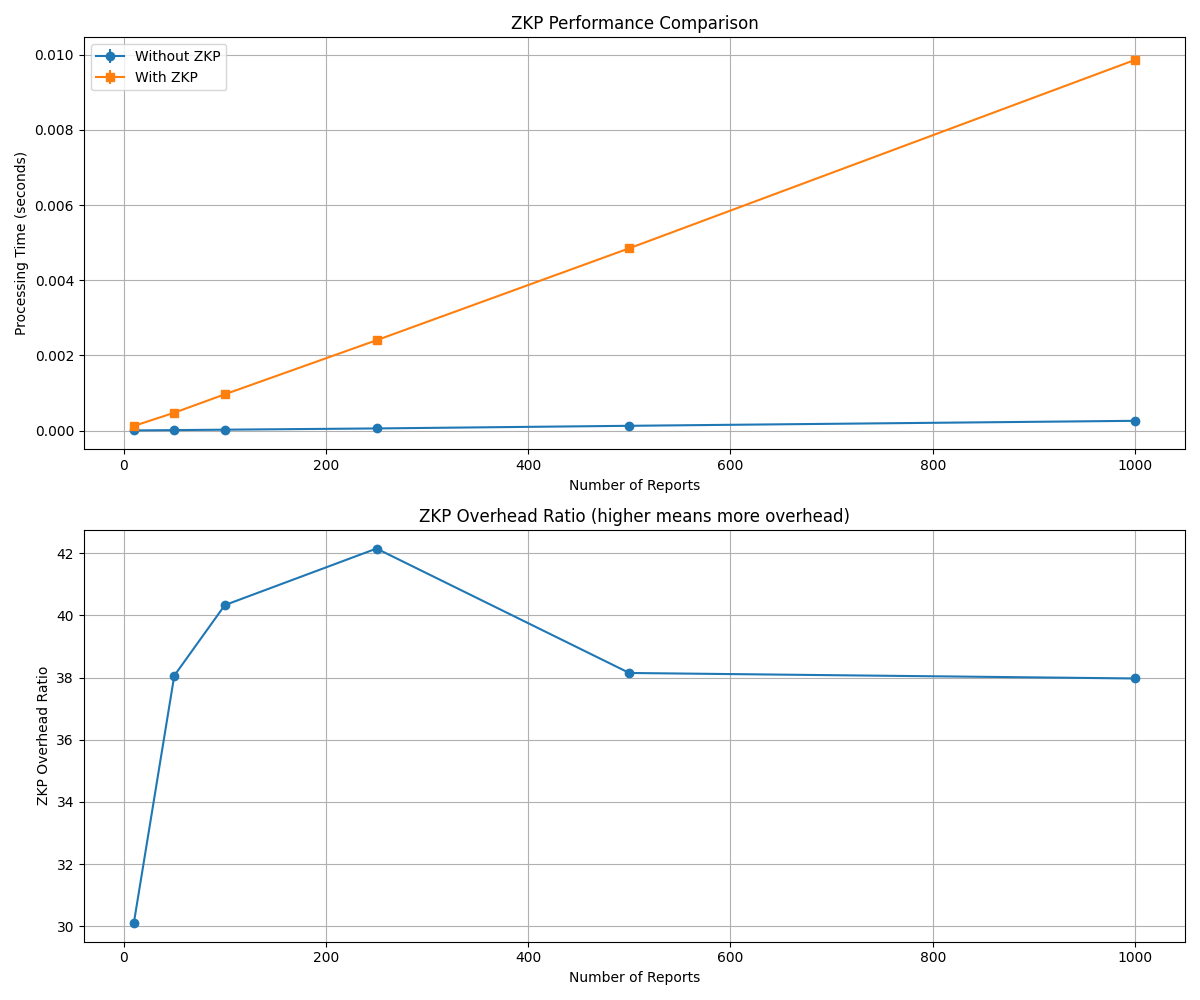 ZKP Performance Comparison
Without ZKP
With ZKP
0.010
0.008
0.006
0.004
0.002
0.000
Processing Time (seconds)
0 200 400 600 800 1000
Number of Reports
ZKP Overhead Ratio (higher means more overhead)
42
40
38
36
34
32
30
ZKP Overhead Ratio
0 200 400 600 800 1000
Number of Reports